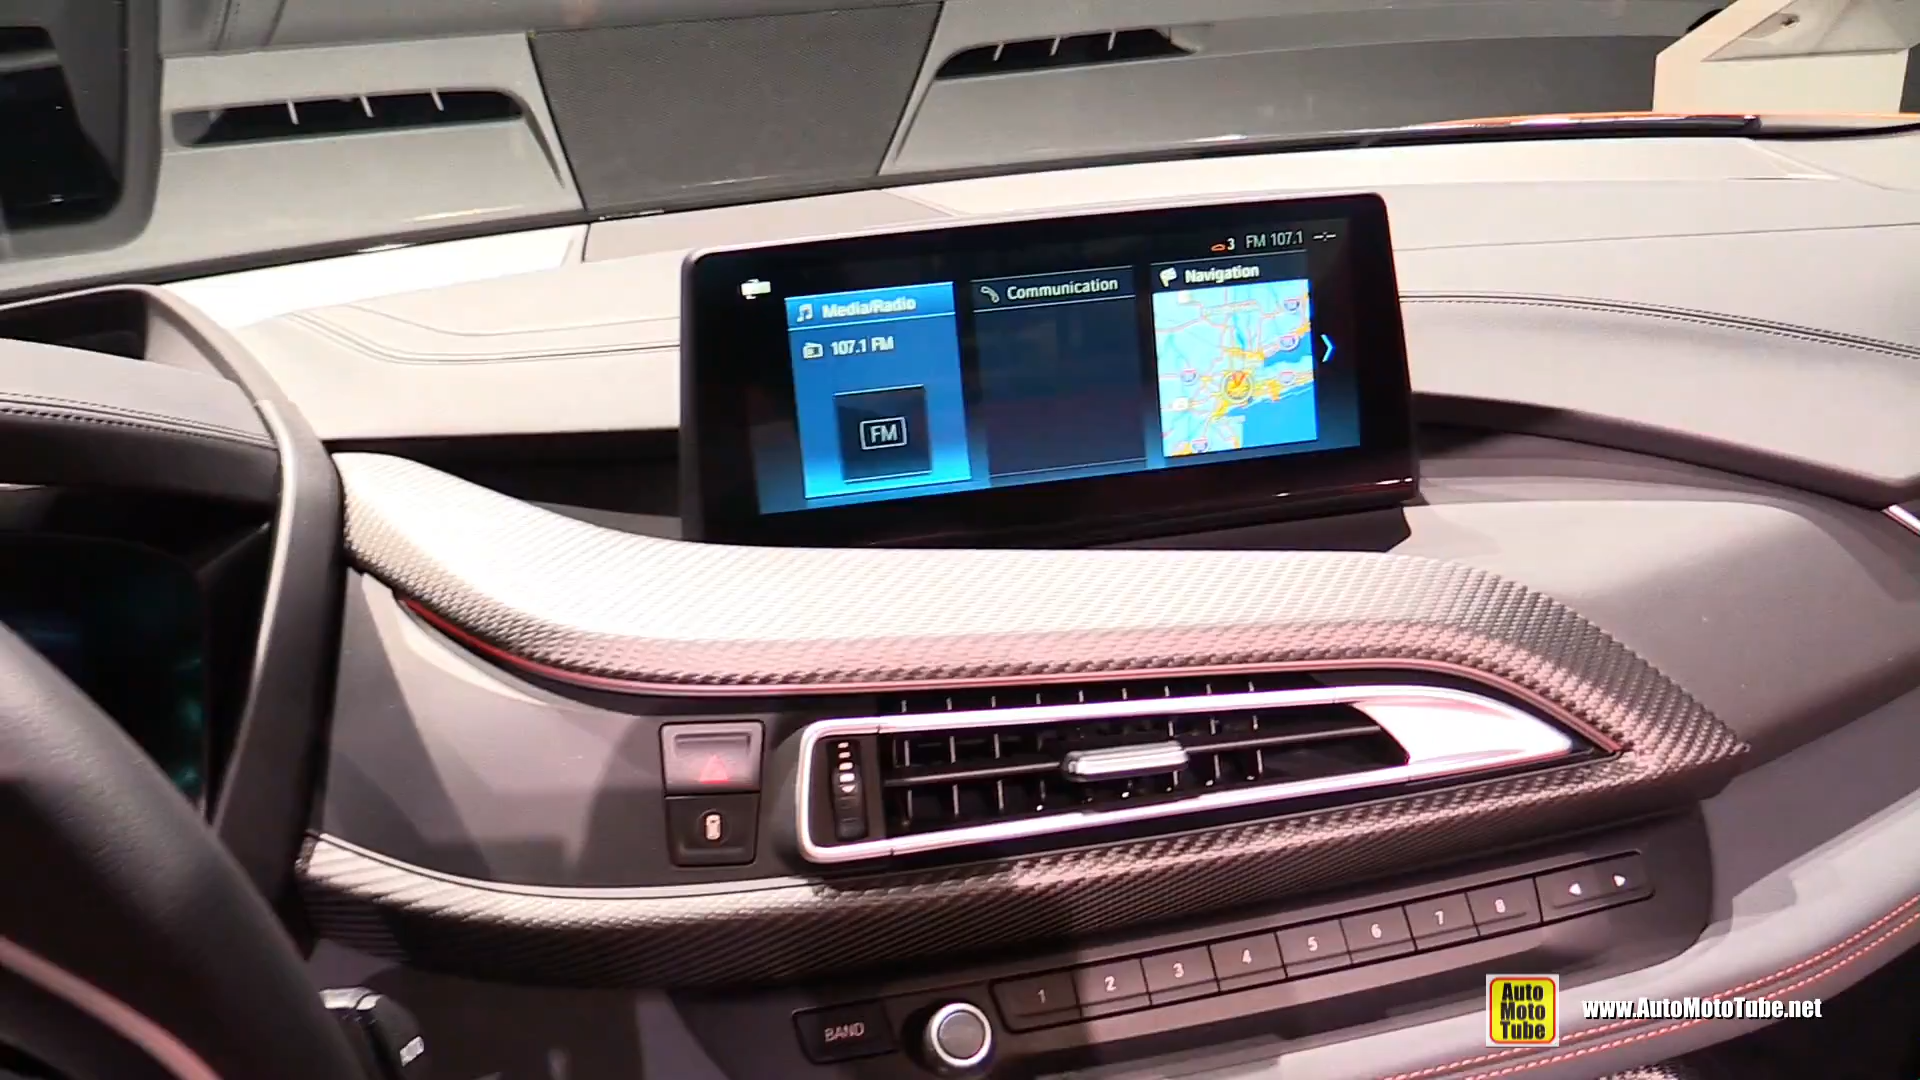 3 FM 107.1 --:--
Media/Radio
Communication
Navigation
107.1 FM
FM
BAND
1
2
3
4
5
6
7
8
Auto
Moto
Tube
www.AutoMotoTube.net